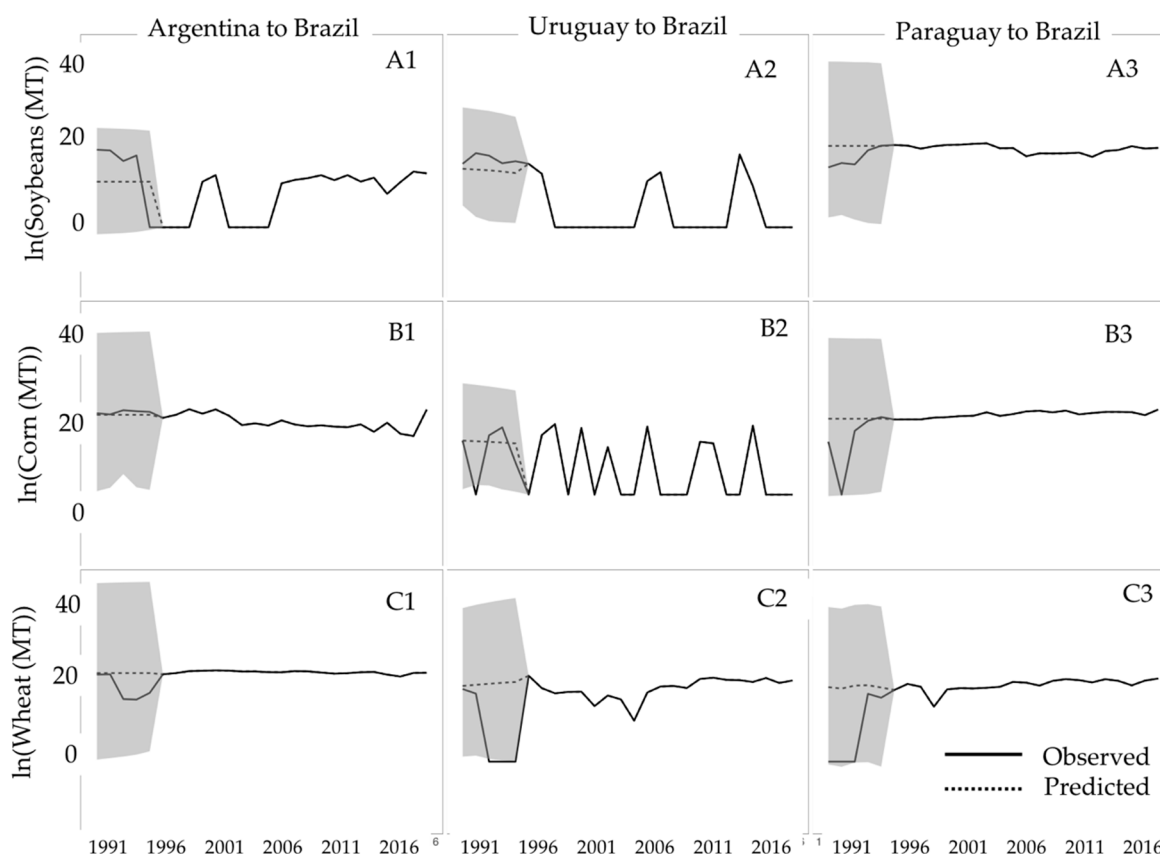 Argentina to Brazil
Uruguay to Brazil
Paraguay to Brazil
ln(Soybeans (MT))
40
20
0
A1
A2
A3
ln(Corn (MT))
40
20
0
B1
B2
B3
ln(Wheat (MT))
40
20
0
C1
C2
C3
Observed
Predicted
1991 1996 2001 2006 2011 2016
6
1991 1996 2001 2006 2011 2016
1
1991 1996 2001 2006 2011 2016